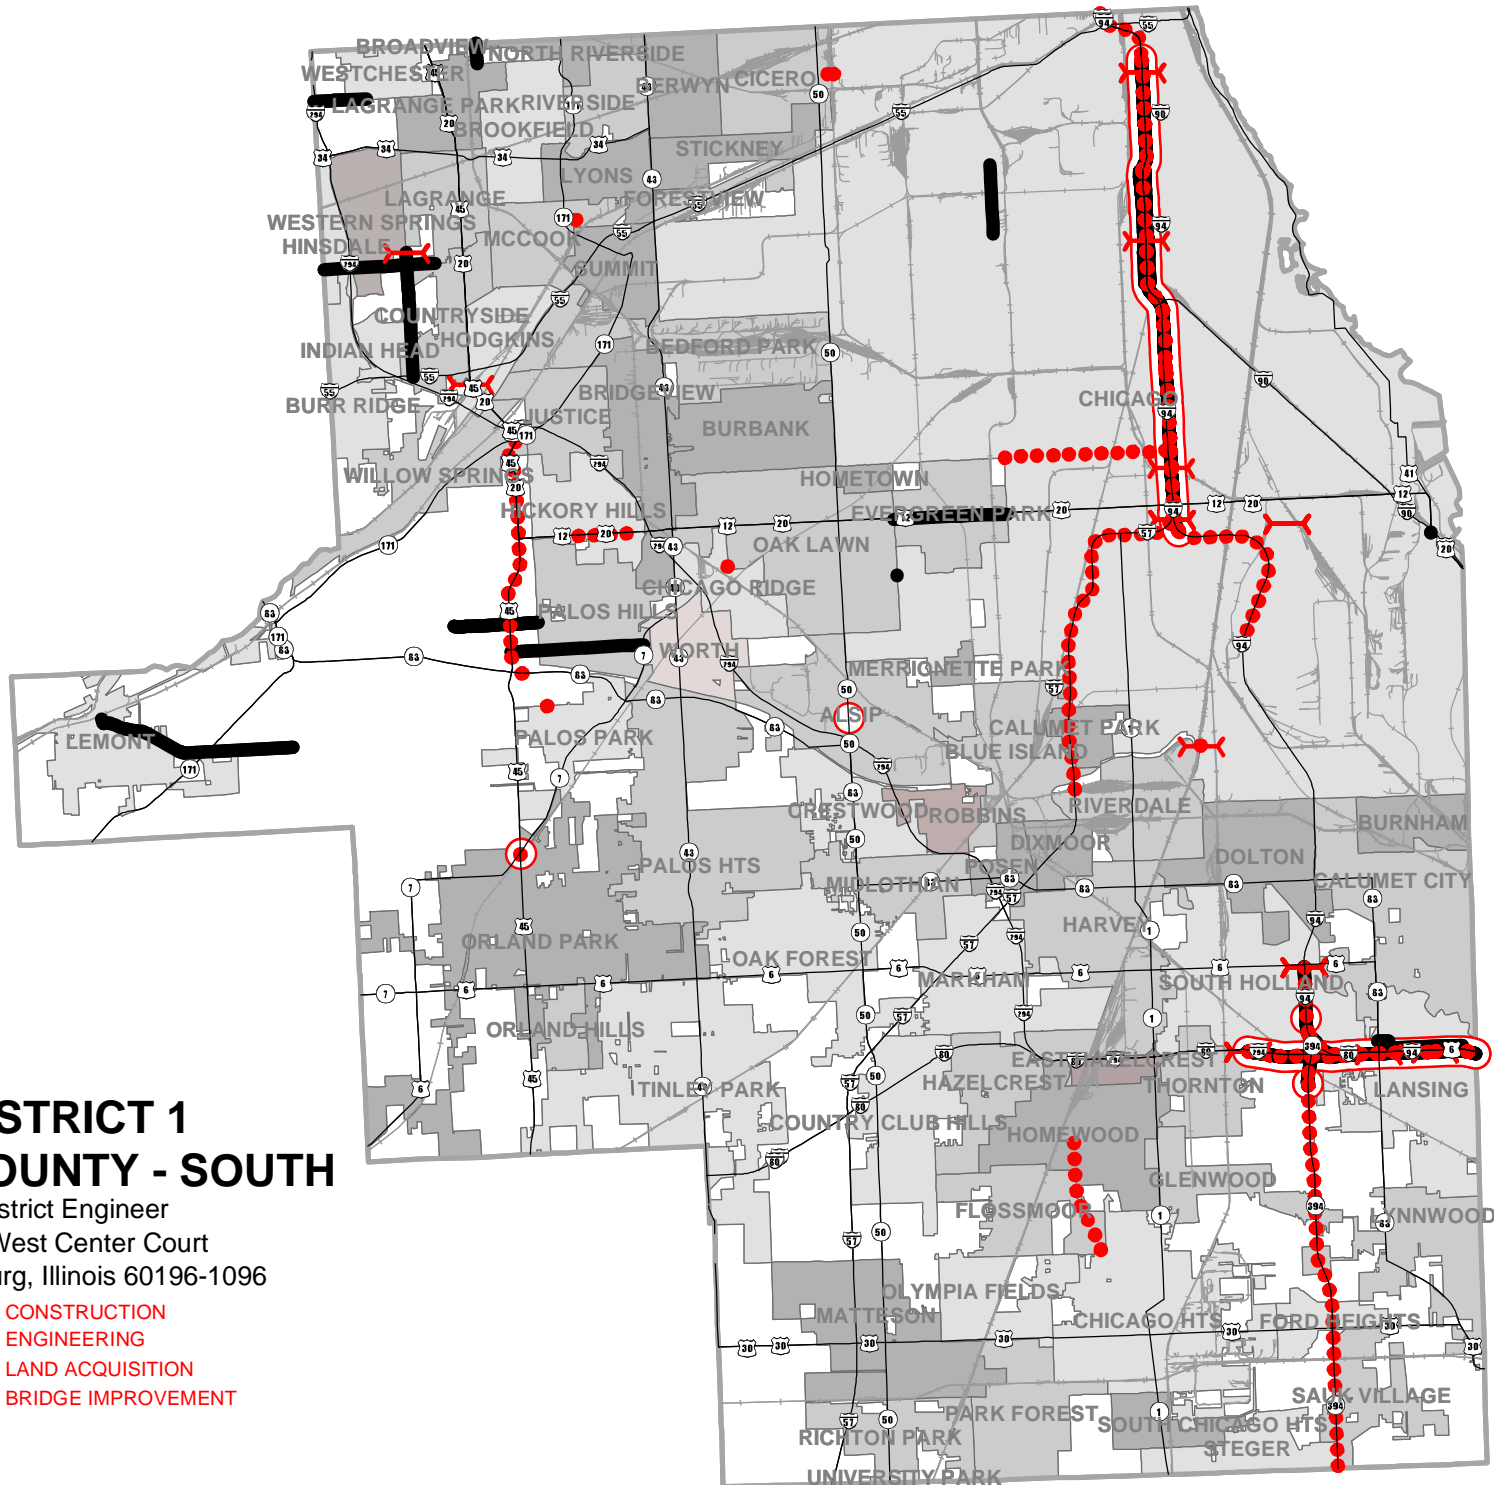 BROADVIEW
NORTH RIVERSIDE
WESTCHESTER
BERWYN
CICERO
LAGRANGE PARK
RIVERSIDE
BROOKFIELD
STICKNEY
LYONS
LAGRANGE
FORESTVIEW
WESTERN SPRINGS
HINSDALE
MCCOOK
SUMMIT
COUNTRYSIDE
HODGKINS
INDIAN HEAD
BEDFORD PARK
BURR RIDGE
BRIDGEVIEW
JUSTICE
CHICAGO
BURBANK
WILLOW SPRINGS
HOMETOWN
HICKORY HILLS
EVERGREEN PARK
OAK LAWN
CHICAGO RIDGE
PALOS HILLS
WORTH
MERRIONETTE PARK
ALSIP
CALUMET PARK
BLUE ISLAND
LEMONT
PALOS PARK
CRESTWOOD
ROBBINS
RIVERDALE
BURNHAM
DIXMOOR
POSEN
DOLTON
PALOS HTS
MIDLOTHIAN
CALUMET CITY
HARVEY
ORLAND PARK
OAK FOREST
MARKHAM
SOUTH HOLLAND
ORLAND HILLS
EAST HAZELCREST
HAZELCREST
THORNTON
LANSING
TINLEY PARK
COUNTRY CLUB HILLS
HOMEWOOD
GLENWOOD
FLOSSMOOR
LYNNWOOD
OLYMPIA FIELDS
MATTESON
CHICAGO HTS
FORD HEIGHTS
SAUK VILLAGE
PARK FOREST
SOUTH CHICAGO HTS
RICHTON PARK
STEGER
UNIVERSITY PARK
STRICT 1
OUNTY - SOUTH
strict Engineer
West Center Court
urg, Illinois 60196-1096
CONSTRUCTION
ENGINEERING
LAND ACQUISITION
BRIDGE IMPROVEMENT